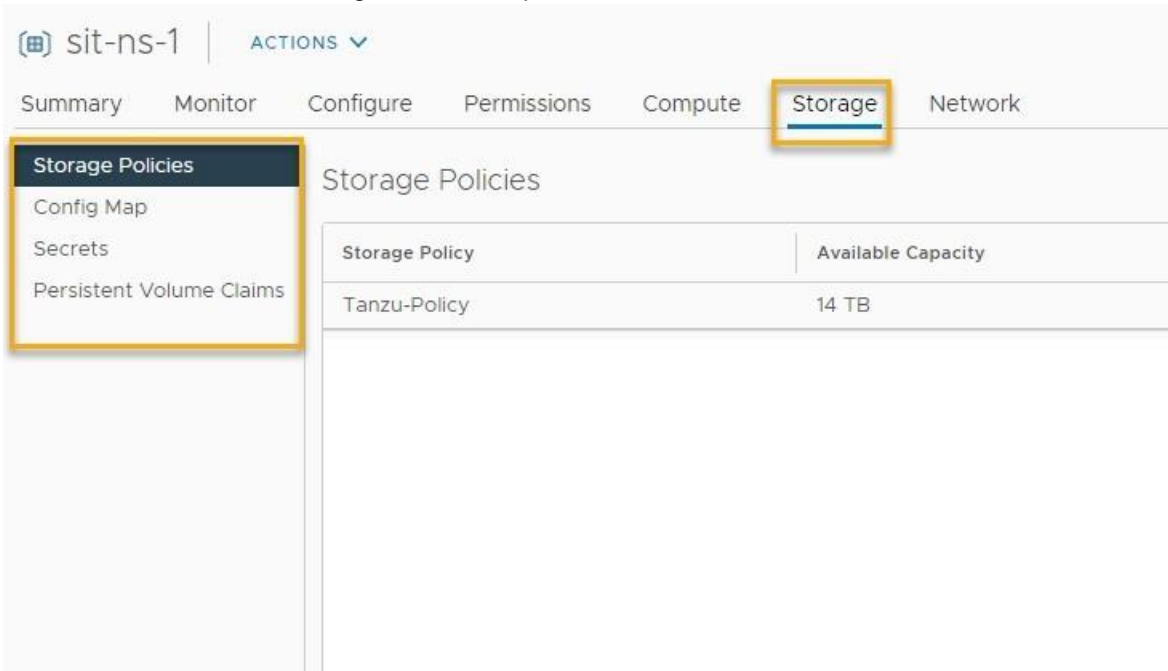 sit-ns-1 ACTIONS
Summary Monitor Configure Permissions Compute Storage Network
Storage Policies
Config Map
Secrets
Persistent Volume Claims
Storage Policies
Storage Policy Available Capacity
Tanzu-Policy 14 TB